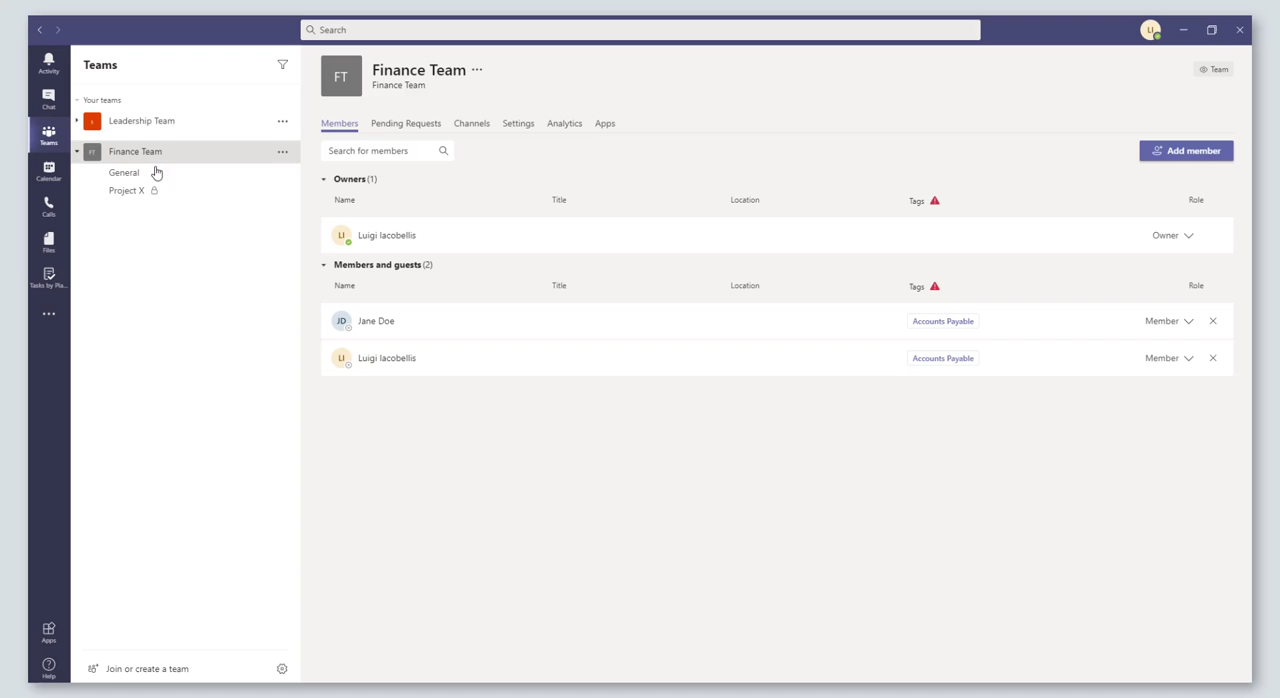 Search
LI
Activity
Chat
Teams
Calendar
Calls
Files
Tasks by Pla...
Apps
Help
Teams
Your teams
Leadership Team
FT
Finance Team
General
Project X
Join or create a team
FT
Finance Team
Finance Team
Team
Members Pending Requests Channels Settings Analytics Apps
Search for members
Add member
Owners (1)
Name Title Location Tags Role
LI Luigi Iacobellis Owner
Members and guests (2)
Name Title Location Tags Role
JD Jane Doe Accounts Payable Member
LI Luigi Iacobellis Accounts Payable Member